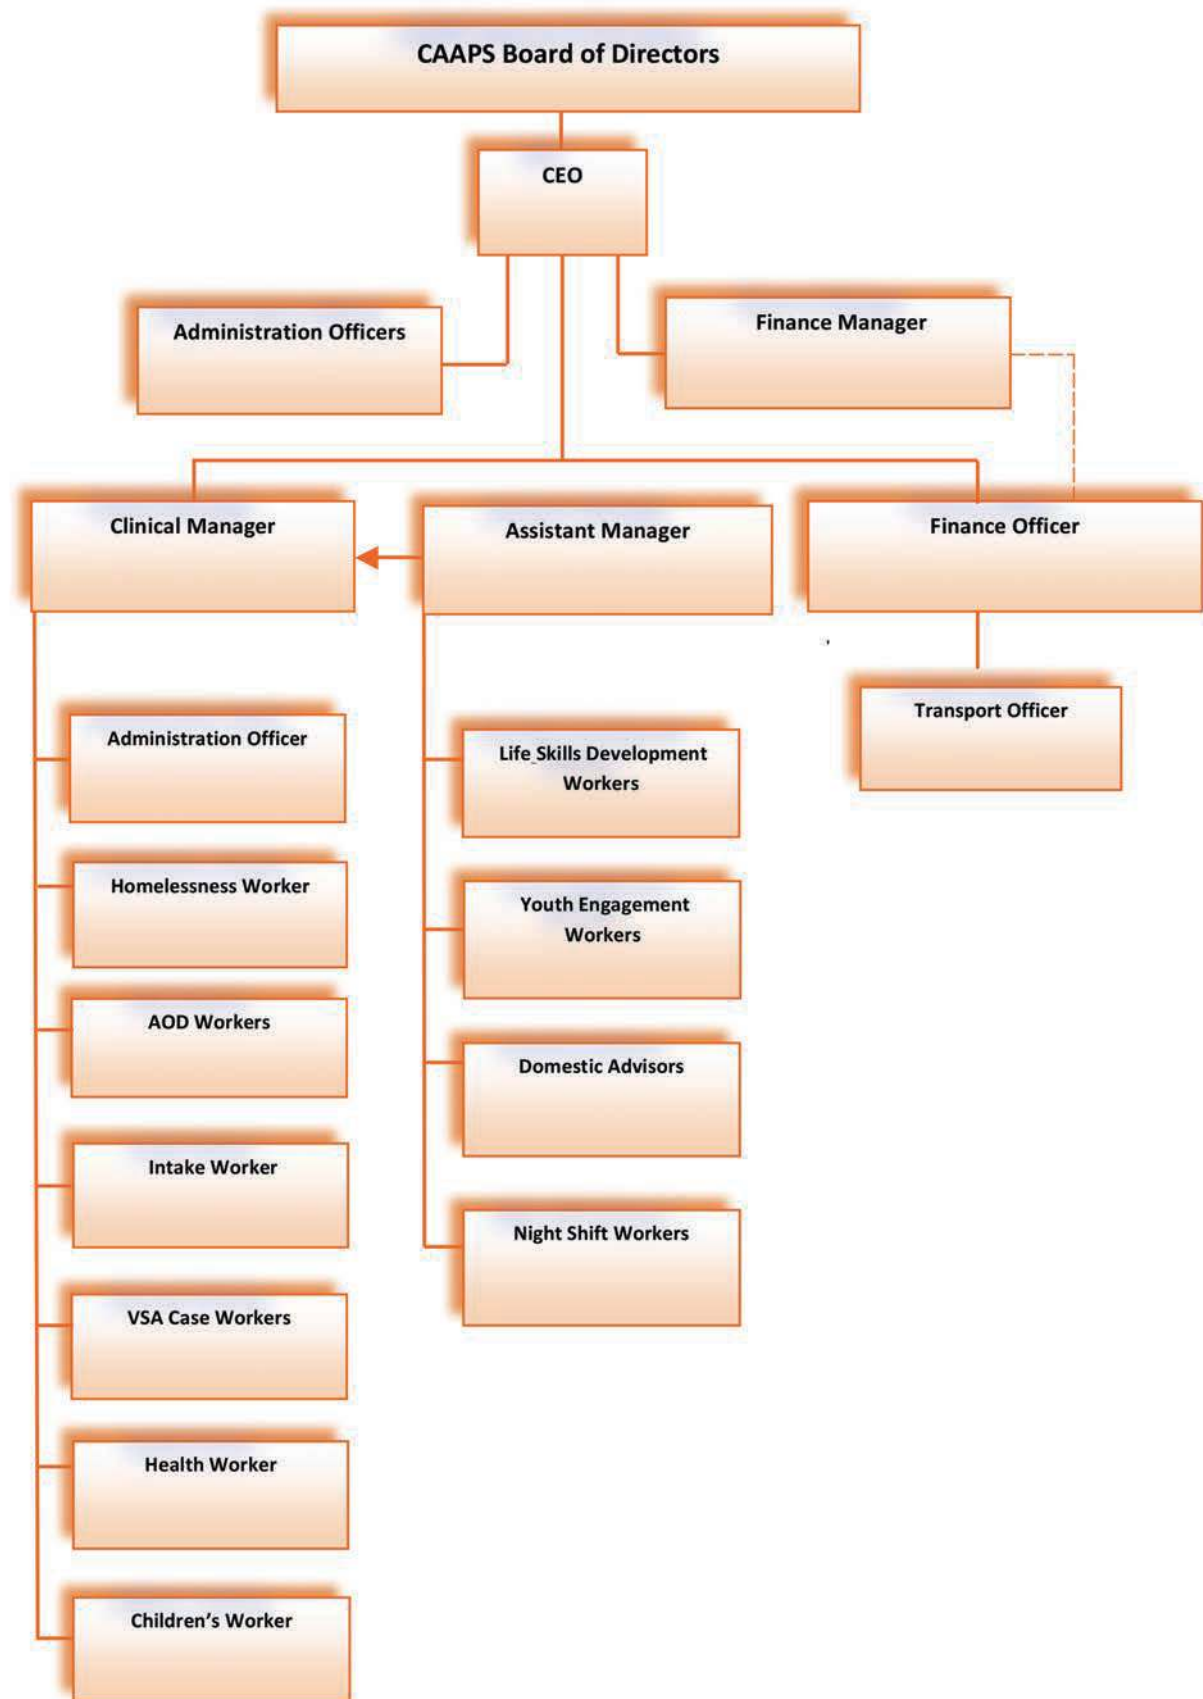 CAAPS Board of Directors
CEO
Administration Officers
Finance Manager
Clinical Manager
Assistant Manager
Finance Officer
Administration Officer
Homelessness Worker
AOD Workers
Intake Worker
VSA Case Workers
Health Worker
Children’s Worker
Life_Skills Development
Workers
Youth Engagement
Workers
Domestic Advisors
Night Shift Workers
Transport Officer